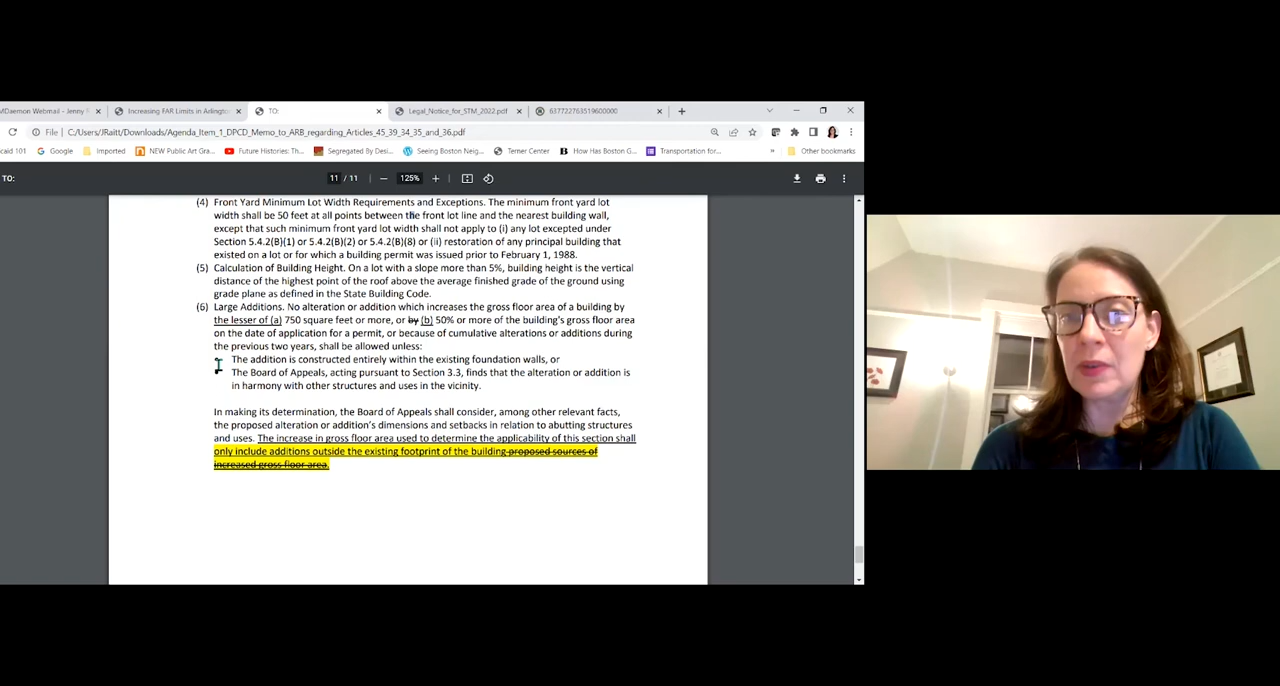 MDaemon Webmail - Jenny
Increasing FAR Limits in Arlington
TO:
Legal_Notice_for_STM_2022.pdf
637722763519600000
File C:/Users/JRaitt/Downloads/Agenda_Item_1_DPCD_Memo_to_ARB_regarding_Articles_45_39_34_35_and_36.pdf
caid 101 Google Imported NEW Public Art Gra... Future Histories: Th... Segregated By Desi... Seeing Boston Neig... Terner Center How Has Boston G... Transportation for... » Other bookmarks
TO: 11 / 11 − 125% +
(4) Front Yard Minimum Lot Width Requirements and Exceptions. The minimum front yard lot
width shall be 50 feet at all points between the front lot line and the nearest building wall,
except that such minimum front yard lot width shall not apply to (i) any lot excepted under
Section 5.4.2(B)(1) or 5.4.2(B)(2) or 5.4.2(B)(8) or (ii) restoration of any principal building that
existed on a lot or for which a building permit was issued prior to February 1, 1988.
(5) Calculation of Building Height. On a lot with a slope more than 5%, building height is the vertical
distance of the highest point of the roof above the average finished grade of the ground using
grade plane as defined in the State Building Code.
(6) Large Additions. No alteration or addition which increases the gross floor area of a building by
the lesser of (a) 750 square feet or more, or by (b) 50% or more of the building's gross floor area
on the date of application for a permit, or because of cumulative alterations or additions during
the previous two years, shall be allowed unless:
The addition is constructed entirely within the existing foundation walls, or
The Board of Appeals, acting pursuant to Section 3.3, finds that the alteration or addition is
in harmony with other structures and uses in the vicinity.
In making its determination, the Board of Appeals shall consider, among other relevant facts,
the proposed alteration or addition's dimensions and setbacks in relation to abutting structures
and uses. The increase in gross floor area used to determine the applicability of this section shall
only include additions outside the existing footprint of the building proposed sources of
increased gross floor area.